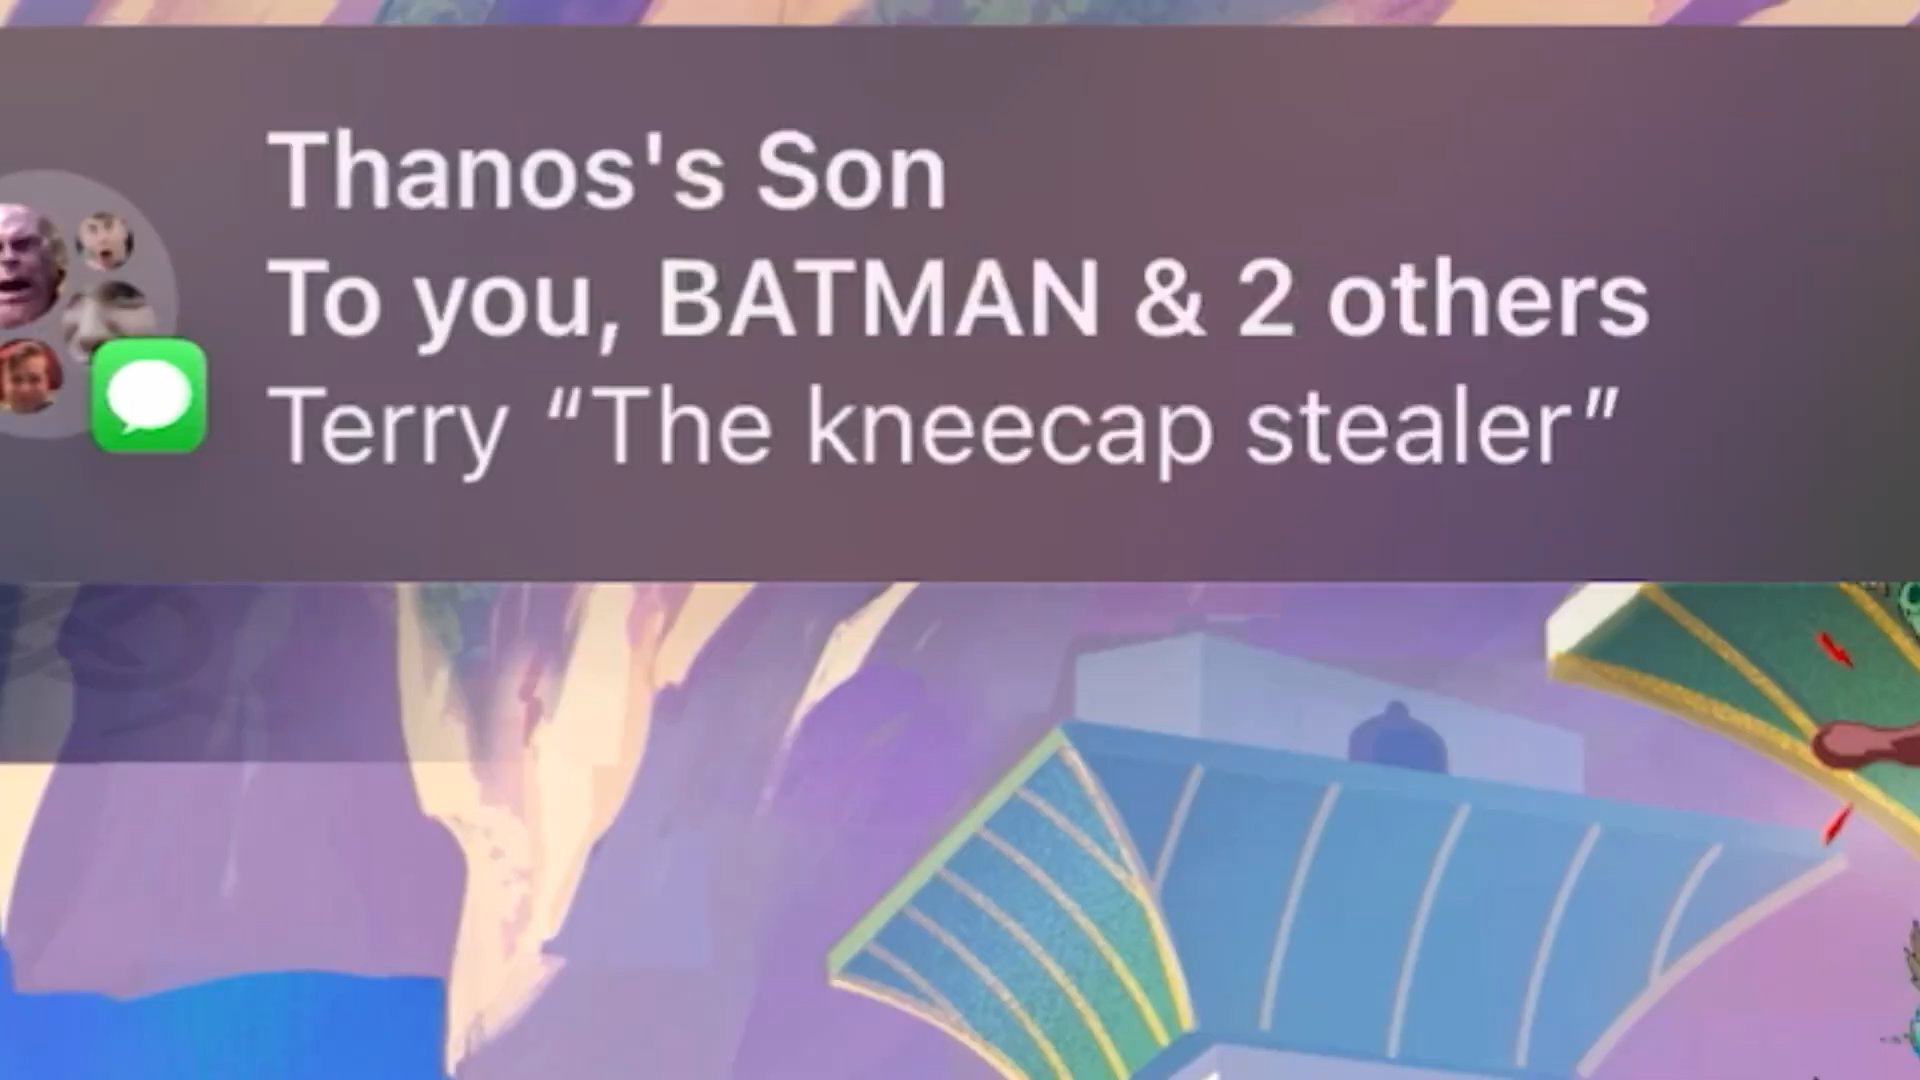 Thanos's Son
To you, BATMAN & 2 others
Terry “The kneecap stealer”